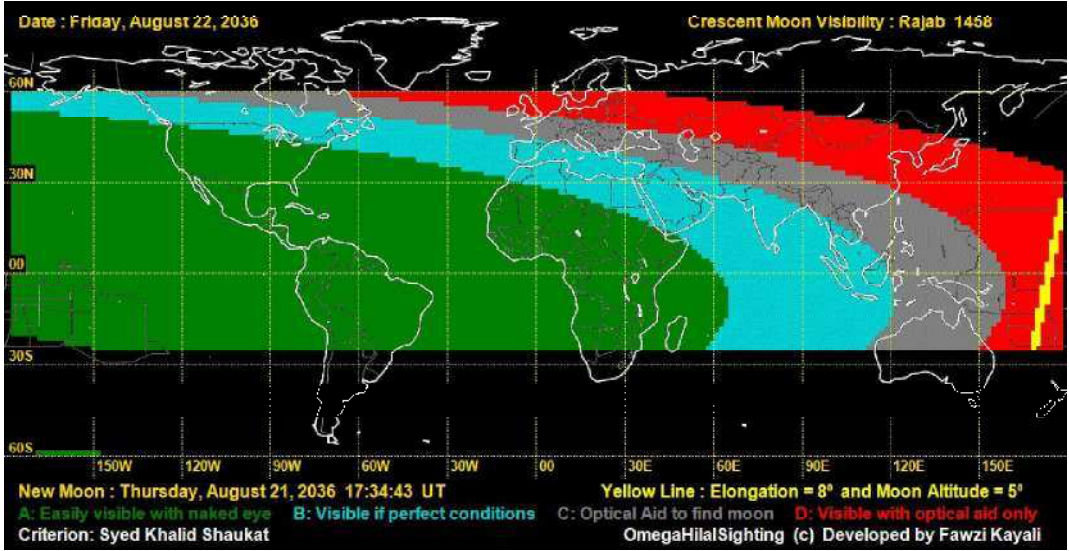 Date : Friday, August 22, 2036
Crescent Moon Visibility : Rajab 1458
60N
30N
00
30S
60S
150W 120W 90W 60W 30W 00 30E 60E 90E 120E 150E
New Moon : Thursday, August 21, 2036 17:34:43 UT
Yellow Line : Elongation = 8º and Moon Altitude = 5º
A: Easily visible with naked eye
B: Visible if perfect conditions
C: Optical Aid to find moon
D: Visible with optical aid only
Criterion: Syed Khalid Shaukat
OmegaHilalSighting (c) Developed by Fawzi Kayali